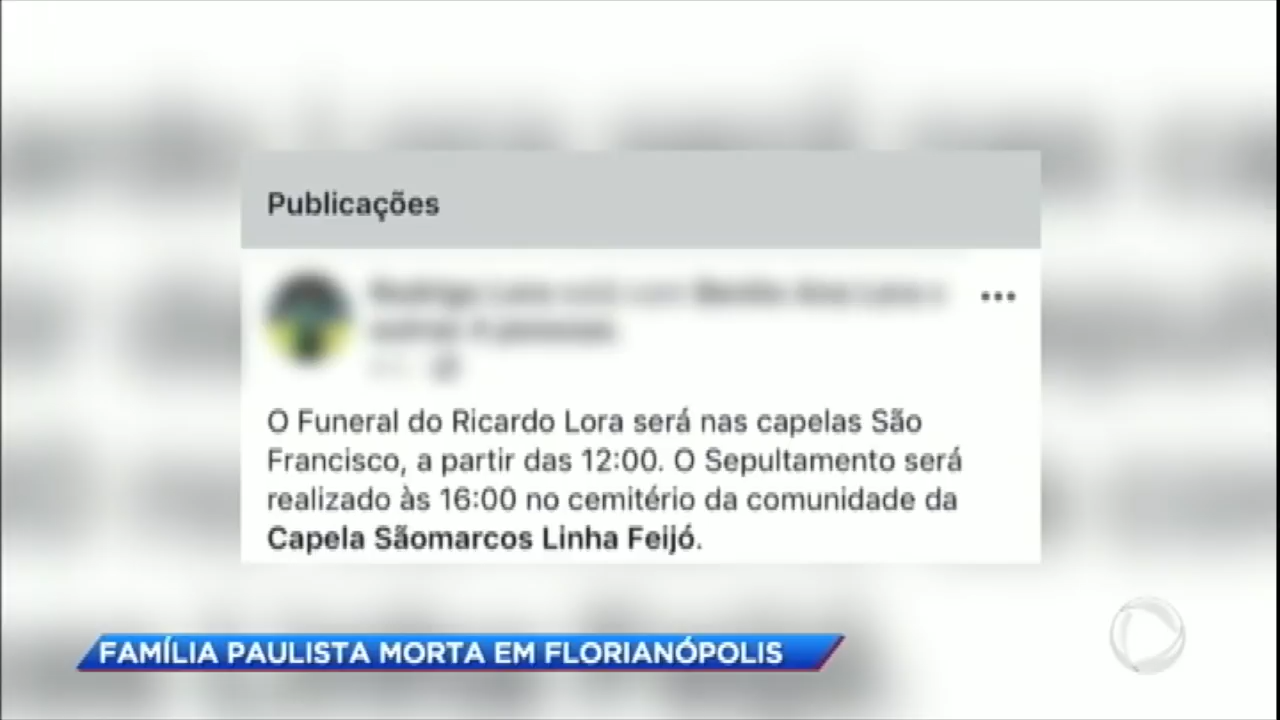 Publicações
O Funeral do Ricardo Lora será nas capelas São
Francisco, a partir das 12:00. O Sepultamento será
realizado às 16:00 no cemitério da comunidade da
Capela Sãomarcos Linha Feijó.
FAMÍLIA PAULISTA MORTA EM FLORIANÓPOLIS